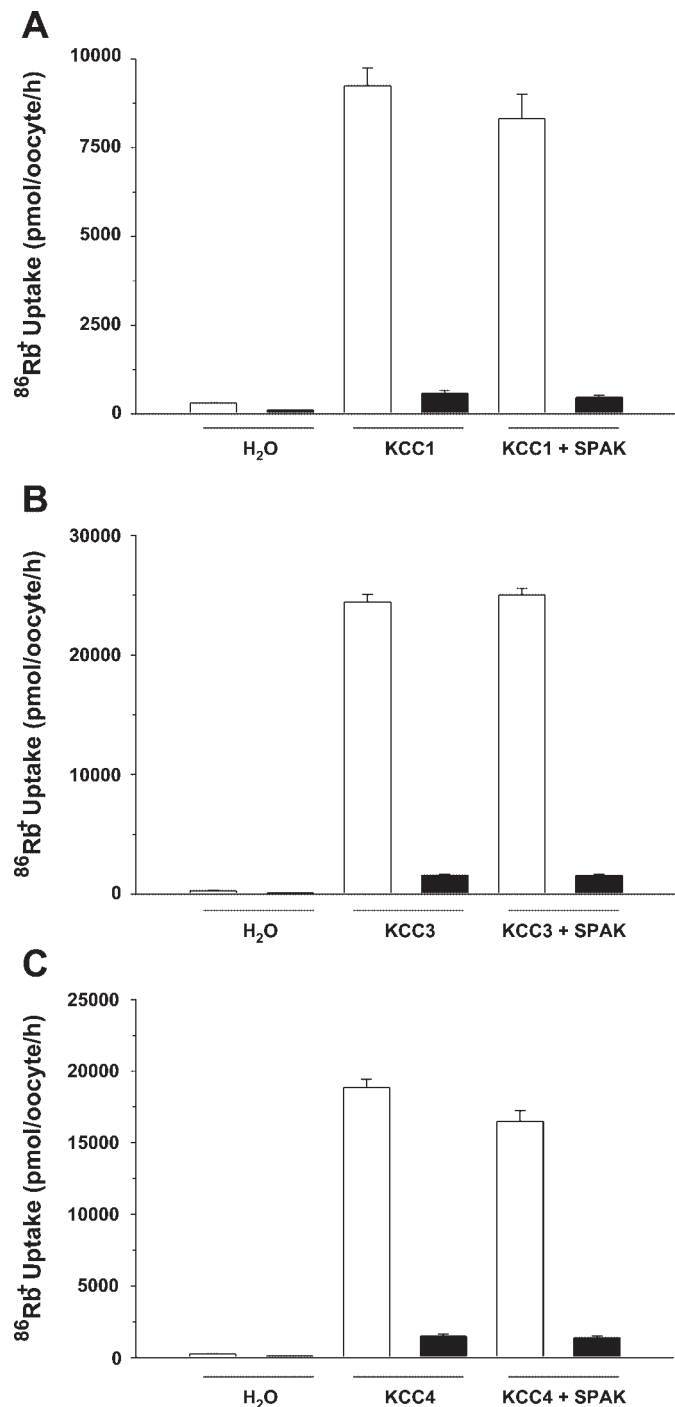 A
86Rb+ Uptake (pmol/oocyte/h)
10000
7500
5000
2500
0
H2O KCC1 KCC1 + SPAK
B
86Rb+ Uptake (pmol/oocyte/h)
30000
20000
10000
0
H2O KCC3 KCC3 + SPAK
C
86Rb+ Uptake (pmol/oocyte/h)
25000
20000
15000
10000
5000
0
H2O KCC4 KCC4 + SPAK